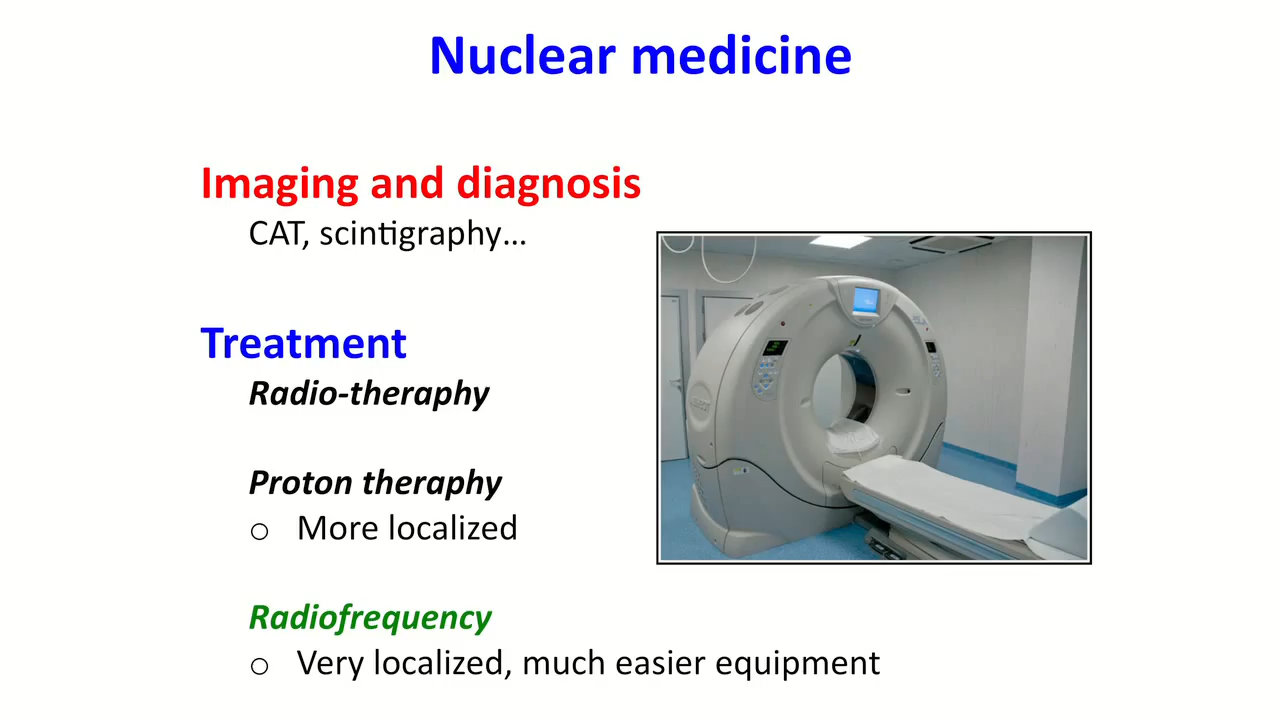 Nuclear medicine
Imaging and diagnosis
CAT, scintigraphy...
Treatment
Radio-theraphy
Proton theraphy
o More localized
Radiofrequency
o Very localized, much easier equipment